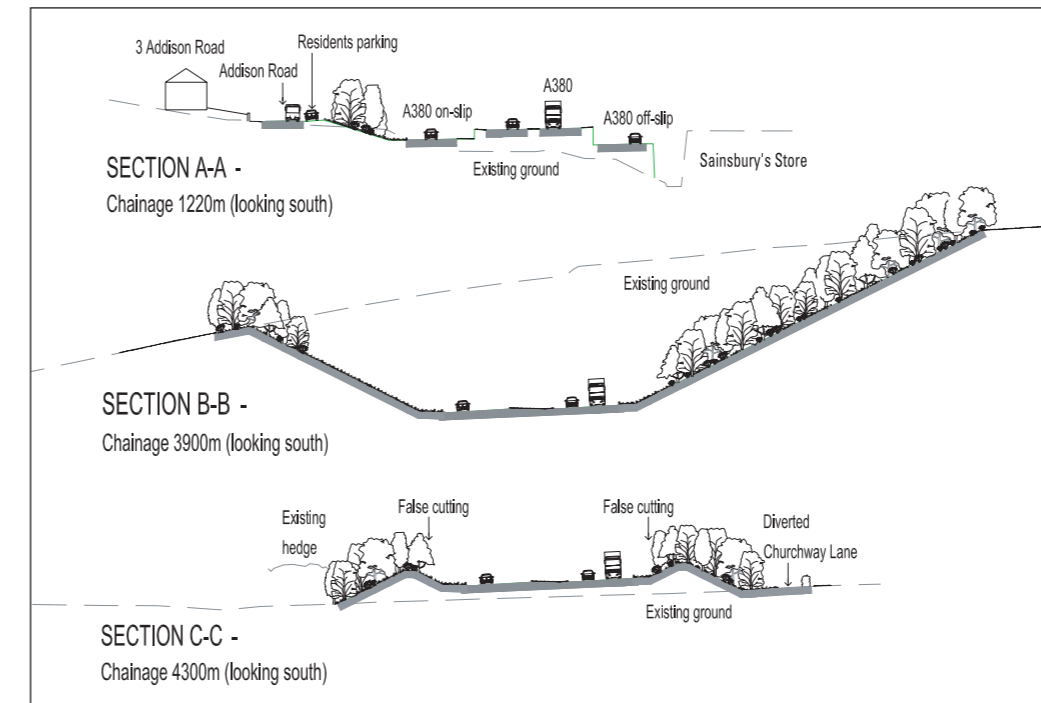 3 Addison Road
Residents parking
Addison Road
A380
A380 on-slip
A380 off-slip
Existing ground
Sainsbury's Store
SECTION A-A -
Chainage 1220m (looking south)
Existing ground
SECTION B-B -
Chainage 3900m (looking south)
Existing
hedge
False cutting
False cutting
Diverted
Churchway Lane
Existing ground
SECTION C-C -
Chainage 4300m (looking south)